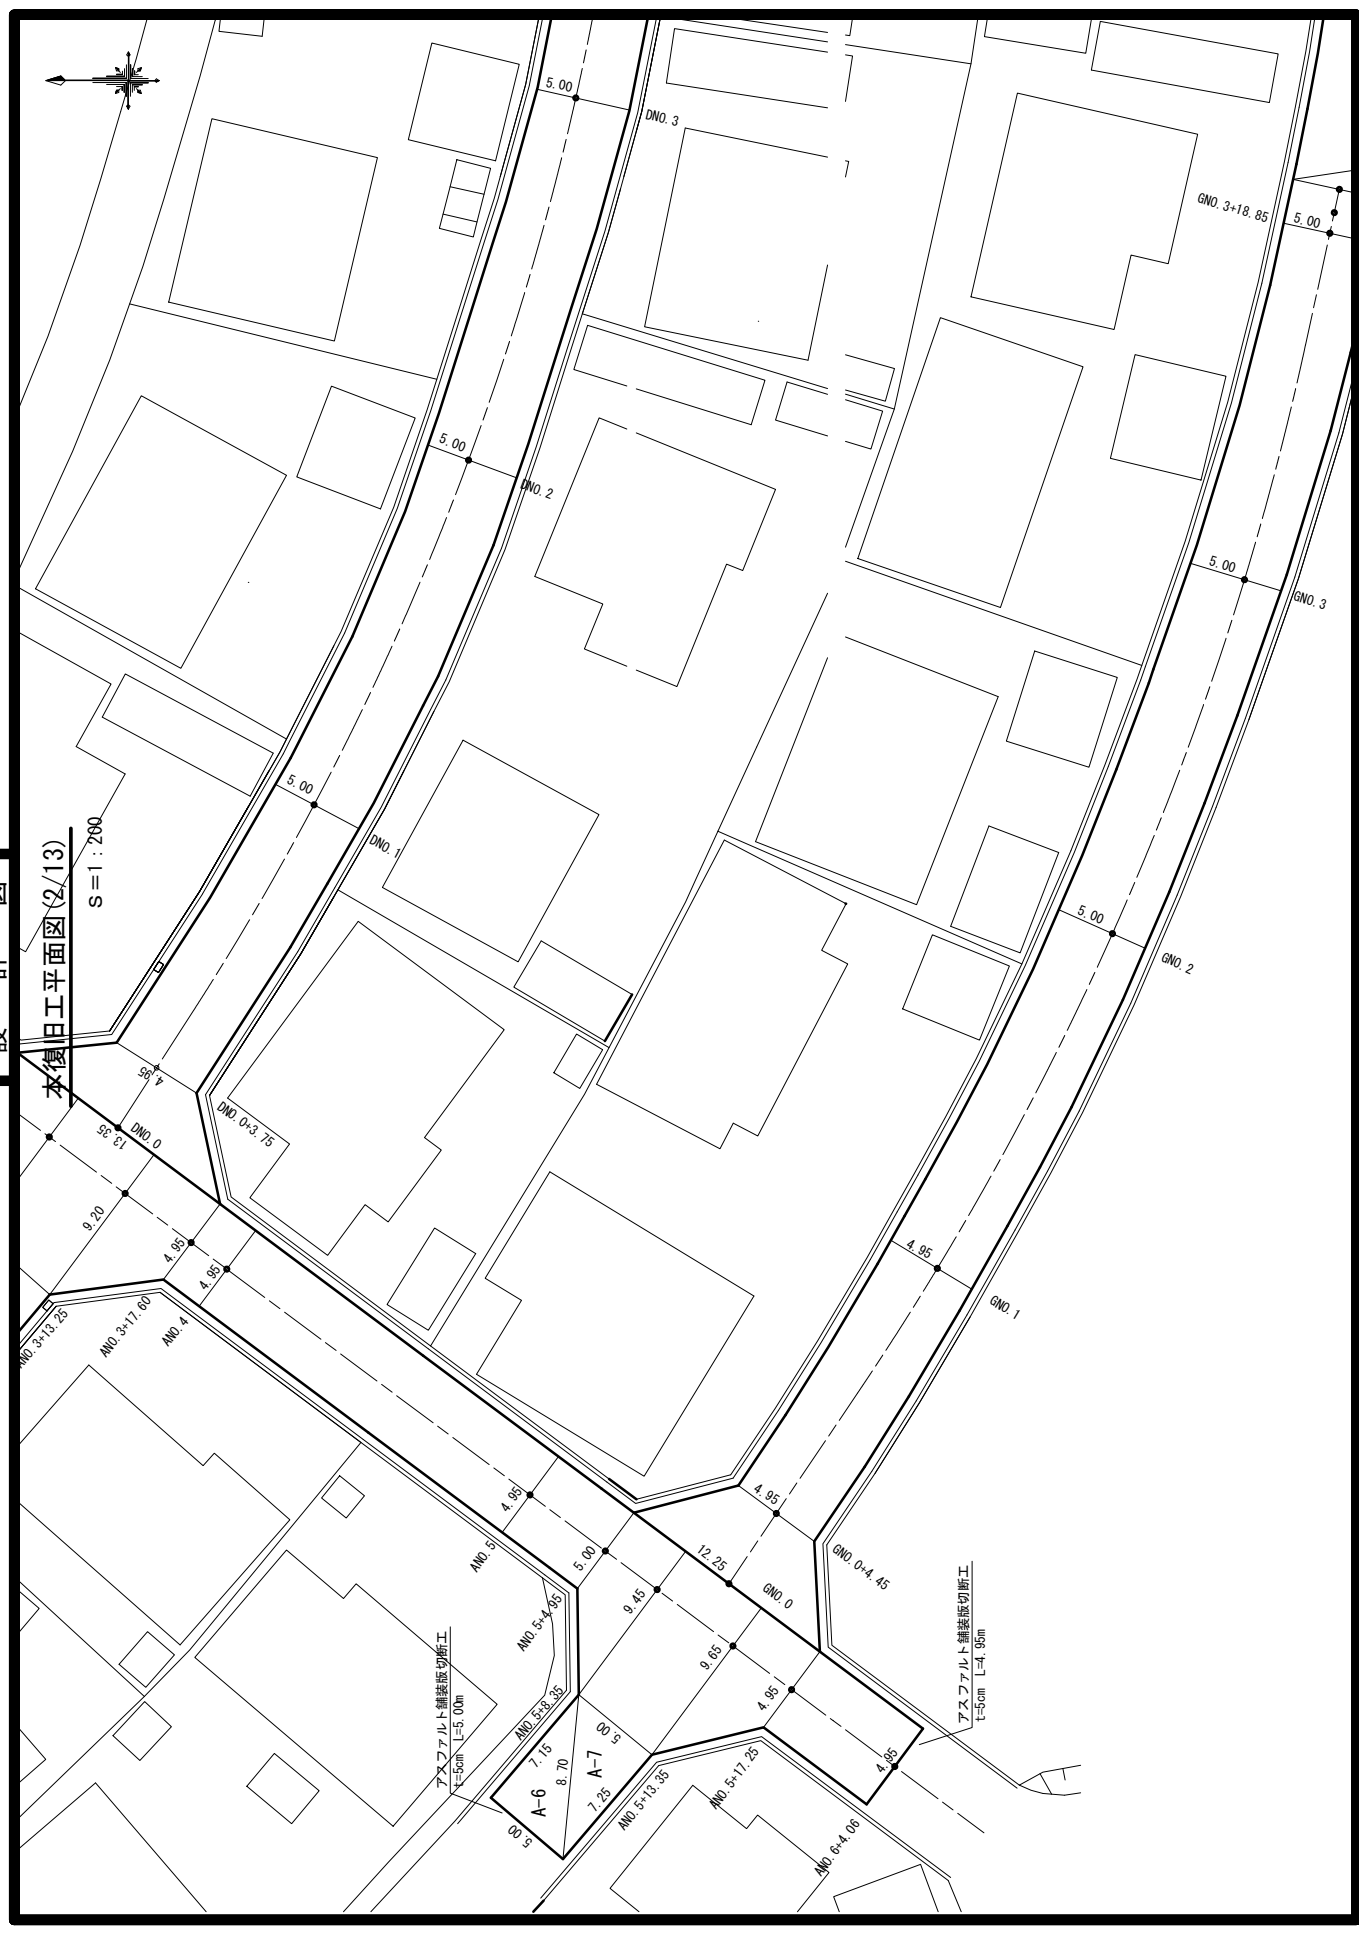 設 計 図
本復旧工平面図(2/13)
S=1:200
5.00
DNO.3
GNO.3+18.85
5.00
5.00
DNO.2
5.00
GNO.3
5.00
DNO.1
5.00
GNO.2
4.95
13.35
DNO.0
DNO.0+3.75
9.20
4.95
4.95
4.95
GNO.1
ANO.3+13.25
ANO.3+17.60
ANO.4
4.95
ANO.5
5.00
4.95
12.25
9.45
GNO.0
GNO.0+4.45
ANO.5+4.95
9.65
アスファルト舗装版切断工
t=5cm L=5.00m
ANO.5+8.35
5.00
4.95
アスファルト舗装版切断工
t=5cm L=4.95m
7.15
8.70
A-6
A-7
7.25
5.00
4.95
ANO.5+13.35
ANO.5+17.25
ANO.6+4.06